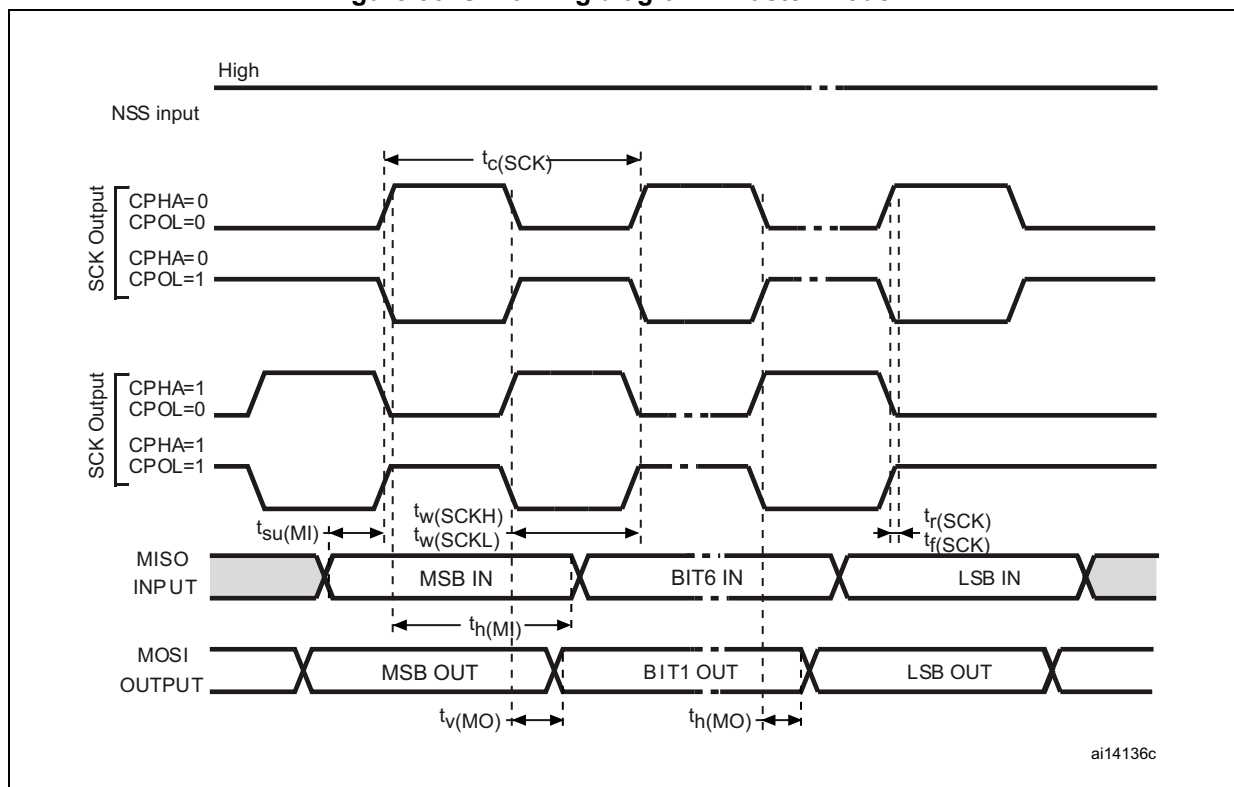 High
NSS input
tc(SCK)
SCK Output
CPHA=0
CPOL=0
CPHA=0
CPOL=1
SCK Output
CPHA=1
CPOL=0
CPHA=1
CPOL=1
tsu(MI)
tw(SCKH)
tw(SCKL)
tr(SCK)
tf(SCK)
MISO
INPUT
MSB IN
BIT6 IN
LSB IN
th(MI)
MOSI
OUTPUT
MSB OUT
BIT1 OUT
LSB OUT
tv(MO)
th(MO)
ai14136c